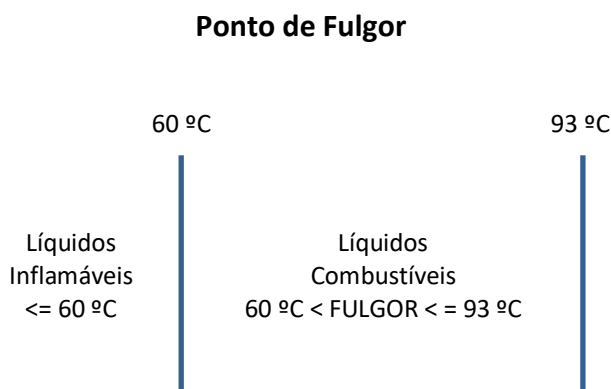 Ponto de Fulgor
60 ºC
93 ºC
Líquidos
Inflamáveis
<= 60 ºC
Líquidos
Combustíveis
60 ºC < FULGOR < = 93 ºC